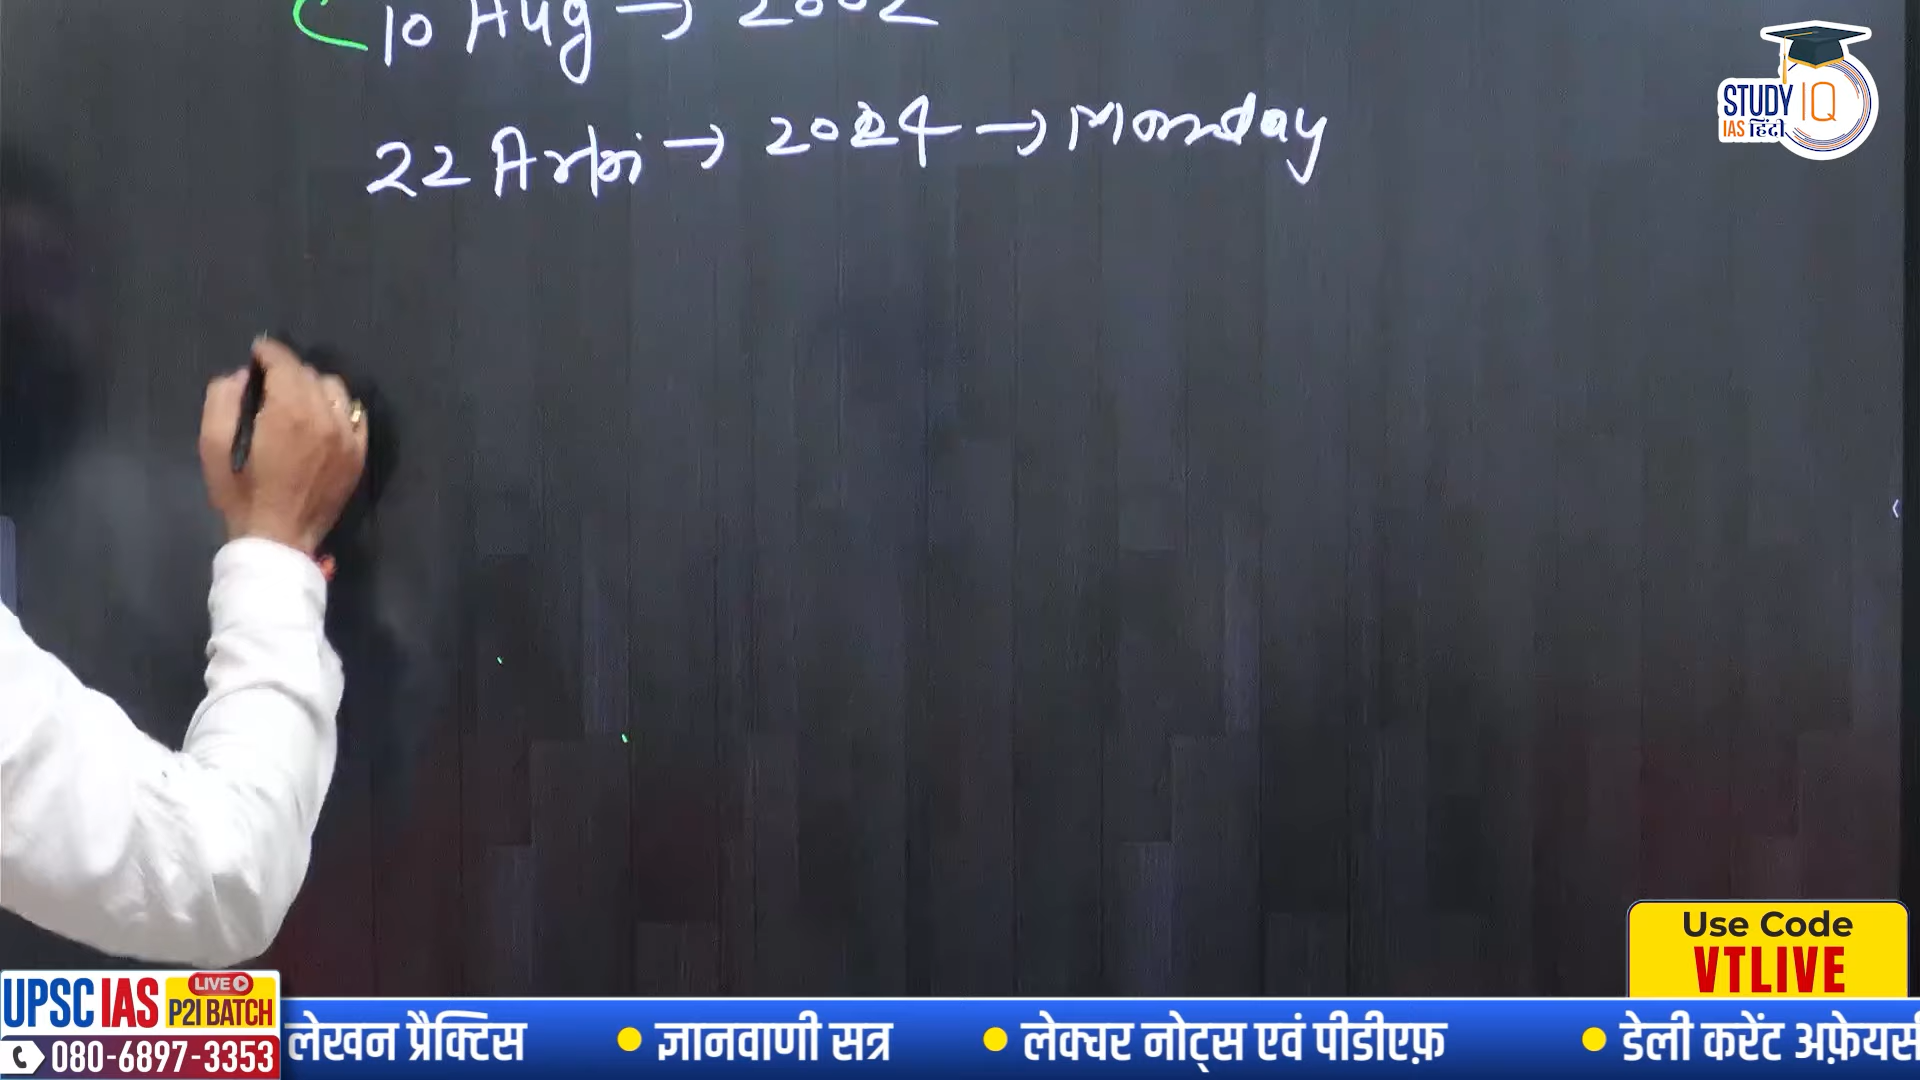 10 Aug → 2002
22 Arpri → 2024 → Monday
STUDY IQ
IAS हिंदी
Use Code
VTLIVE
UPSC IAS LIVE P2I BATCH
080-6897-3353
लेखन प्रैक्टिस • ज्ञानवाणी सत्र • लेक्चर नोट्स एवं पीडीएफ़ • डेली करेंट अफ़ेयर्स